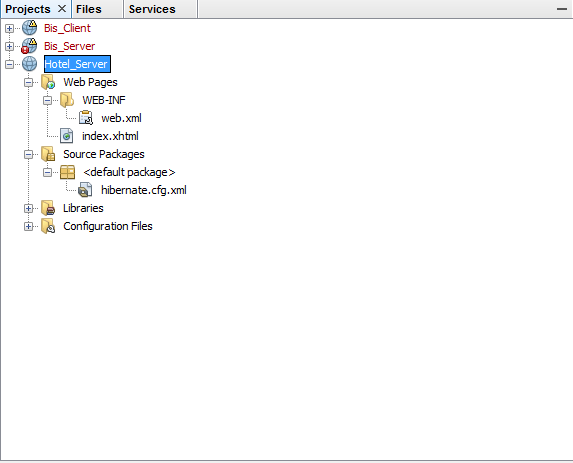 Projects Files Services
Bis_Client
Bis_Server
Hotel_Server
Web Pages
WEB-INF
web.xml
index.xhtml
Source Packages
<default package>
hibernate.cfg.xml
Libraries
Configuration Files